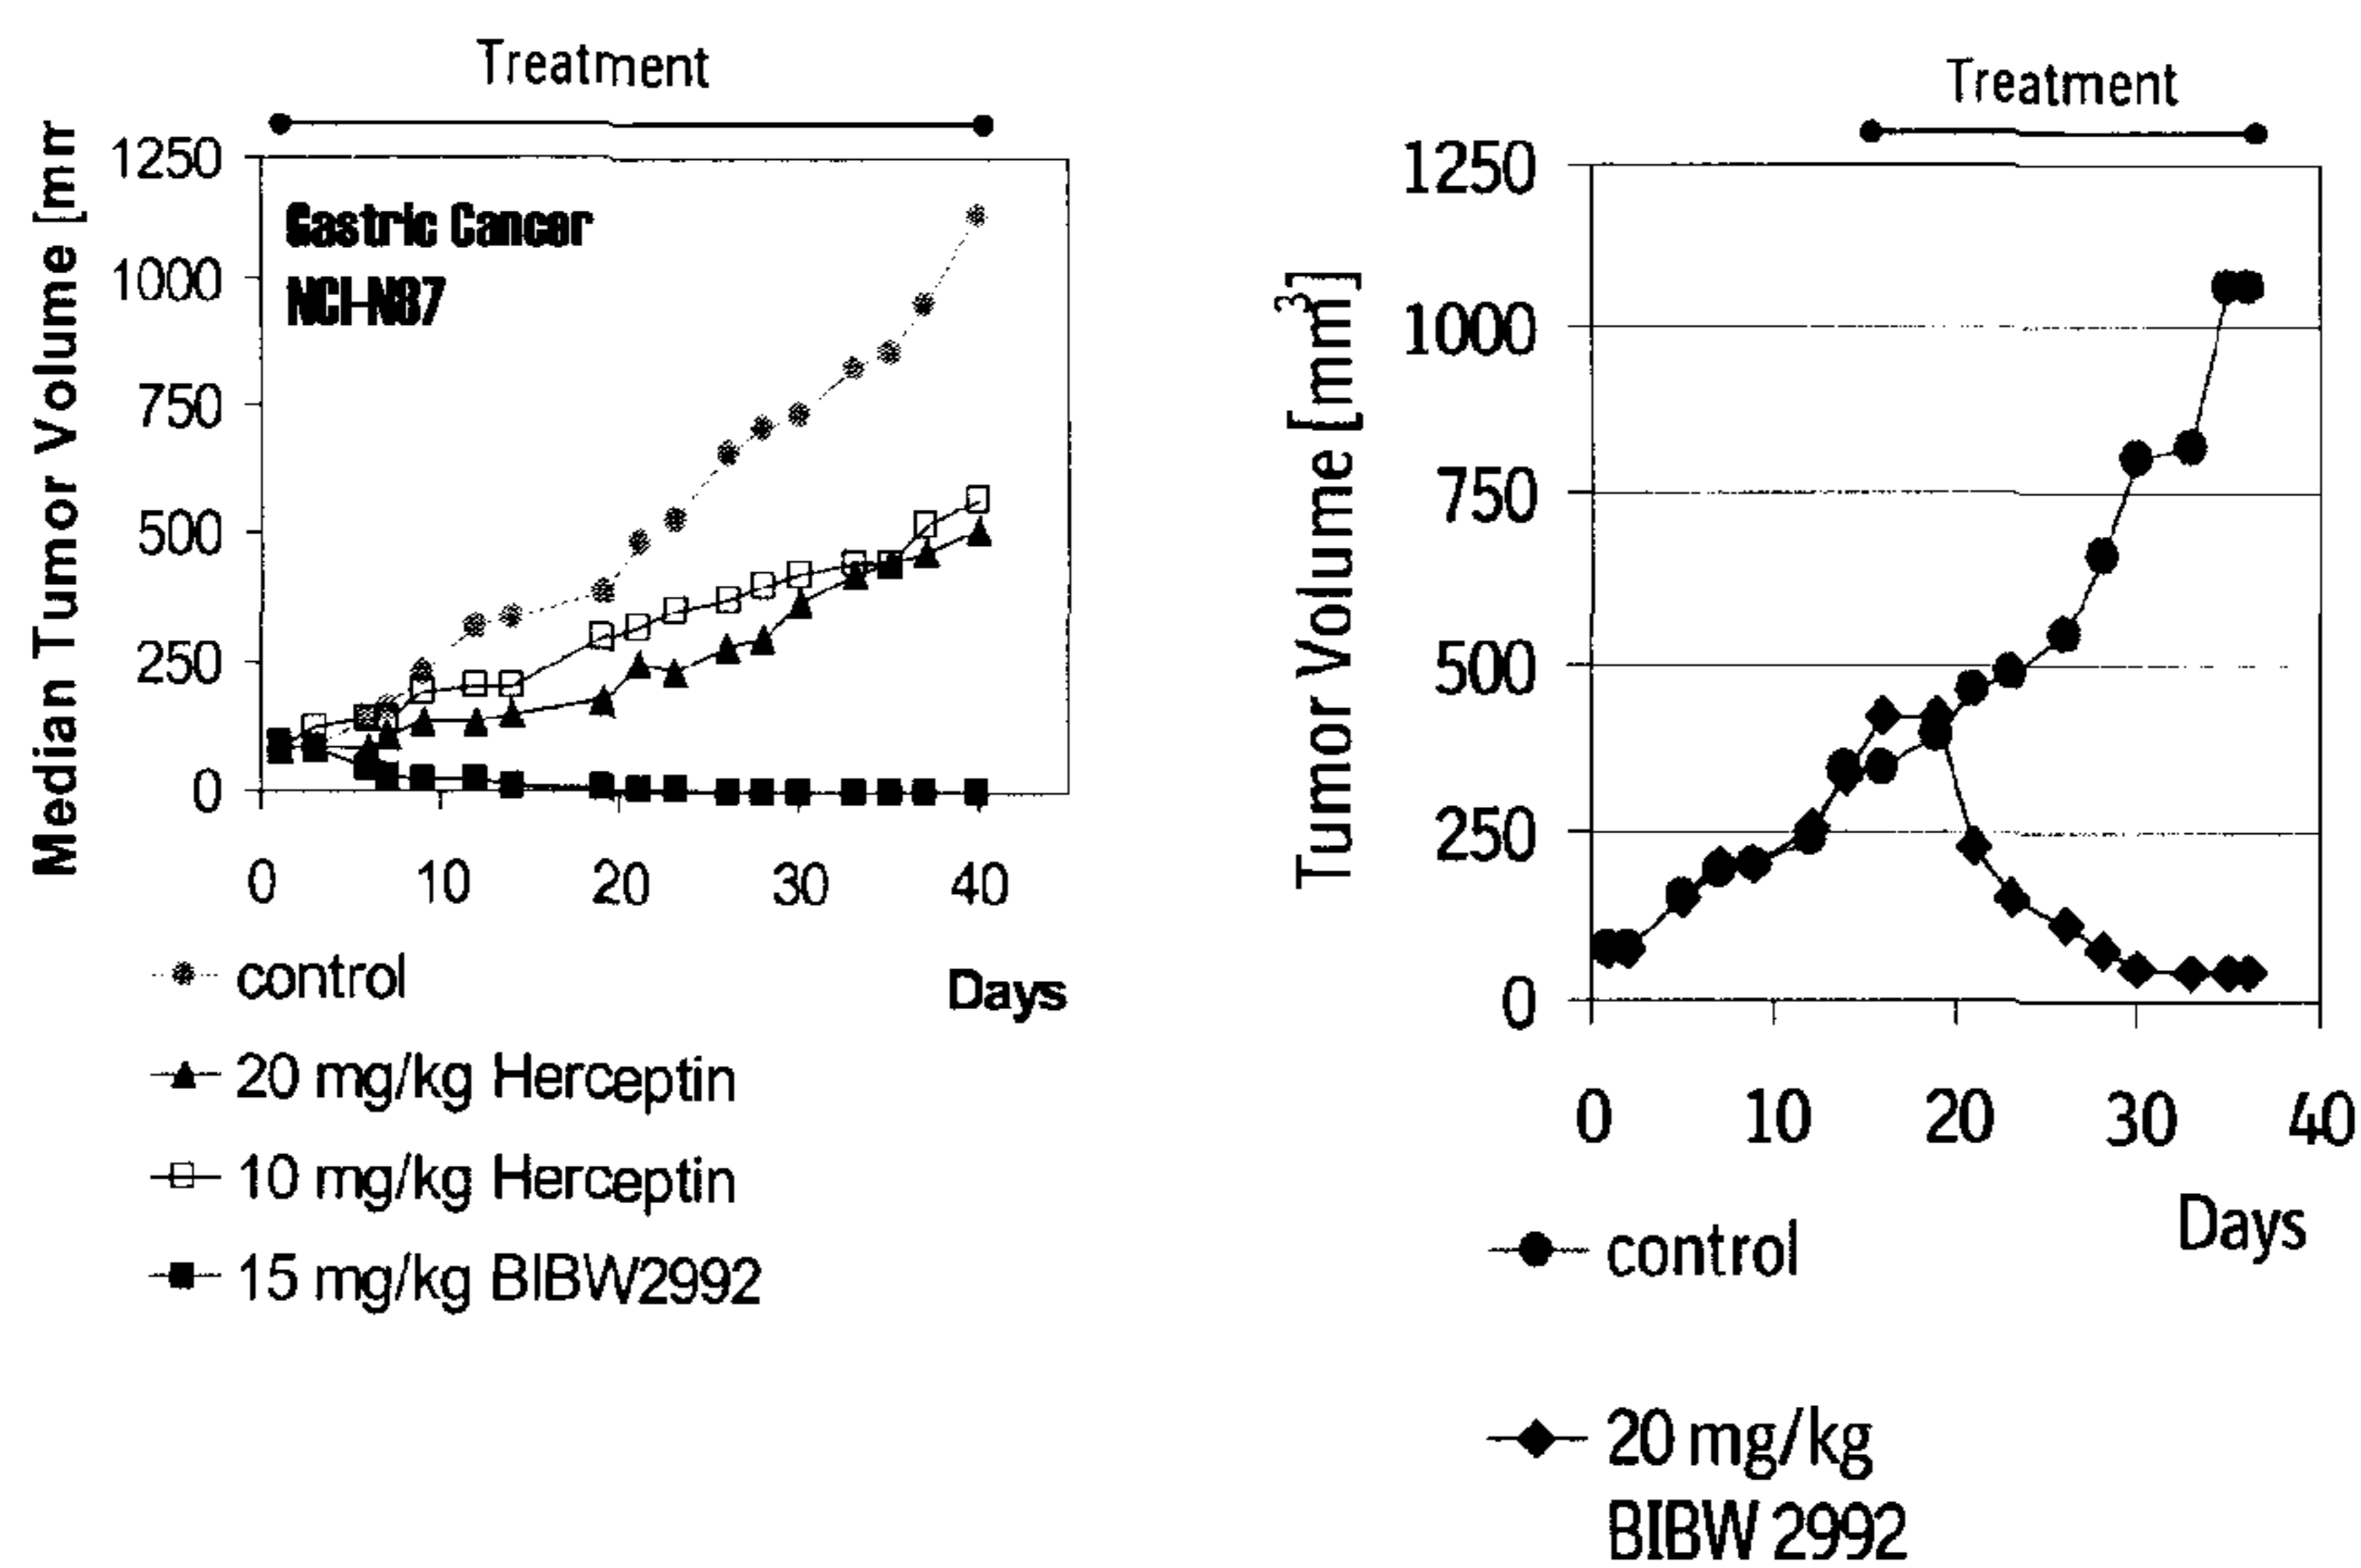 Treatment
Median Tumor Volume [mm
1250
1000
750
500
250
0
Gastric Cancer
NCI-N87
0 10 20 30 40
Days
control
20 mg/kg Herceptin
10 mg/kg Herceptin
15 mg/kg BIBW2992
Treatment
Tumor Volume [mm³]
1250
1000
750
500
250
0
0 10 20 30 40
Days
control
20 mg/kg
BIBW 2992